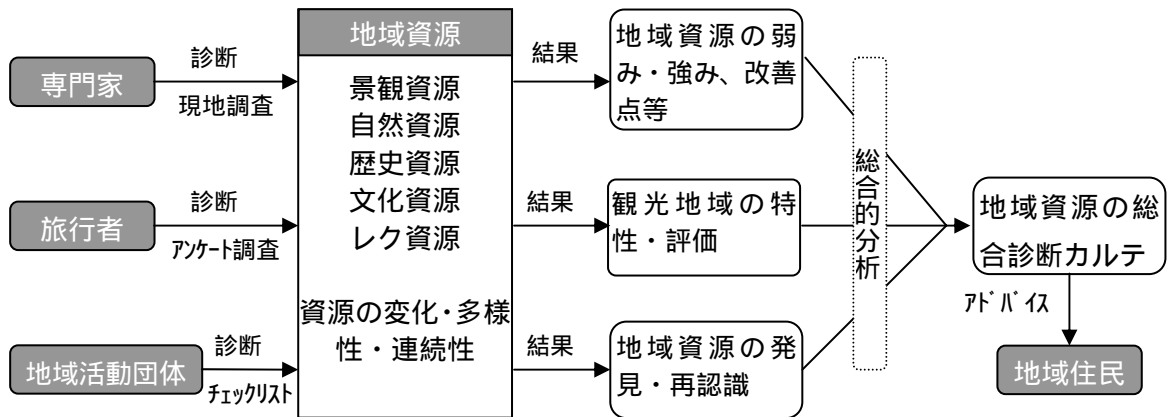 専門家
診断
現地調査
旅行者
診断
アンケート調査
地域活動団体
診断
チェックリスト
地域資源
景観資源
自然資源
歴史資源
文化資源
レク資源
資源の変化・多様
性・連続性
結果
地域資源の弱
み・強み、改善
点等
結果
観光地域の特
性・評価
結果
地域資源の発
見・再認識
総合的分析
地域資源の総
合診断カルテ
アドバイス
地域住民